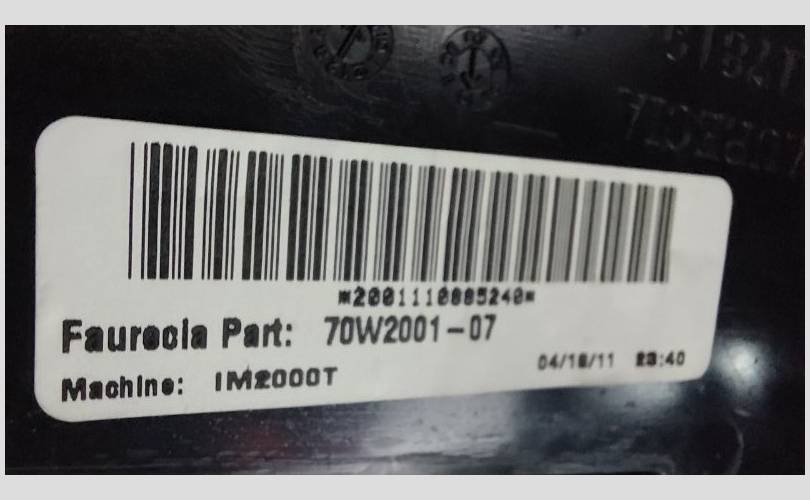 *2001110885240*
Faurecia Part: 70W2001-07
Machine: IM2000T
04/18/11 23:40